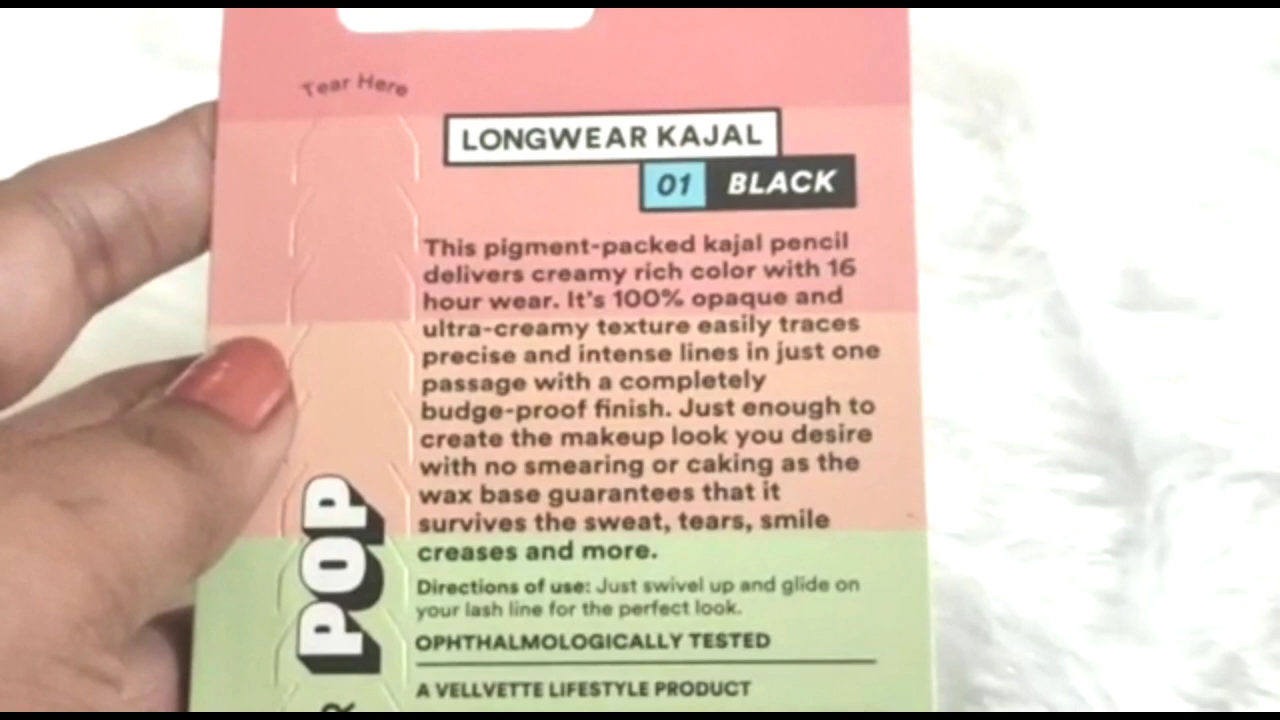 Tear Here
LONGWEAR KAJAL
01 BLACK
This pigment-packed kajal pencil
delivers creamy rich color with 16
hour wear. It's 100% opaque and
ultra-creamy texture easily traces
precise and intense lines in just one
passage with a completely
budge-proof finish. Just enough to
create the makeup look you desire
with no smearing or caking as the
wax base guarantees that it
survives the sweat, tears, smile
creases and more.
Directions of use: Just swivel up and glide on
your lash line for the perfect look.
OPHTHALMOLOGICALLY TESTED
A VELLVETTE LIFESTYLE PRODUCT
POP